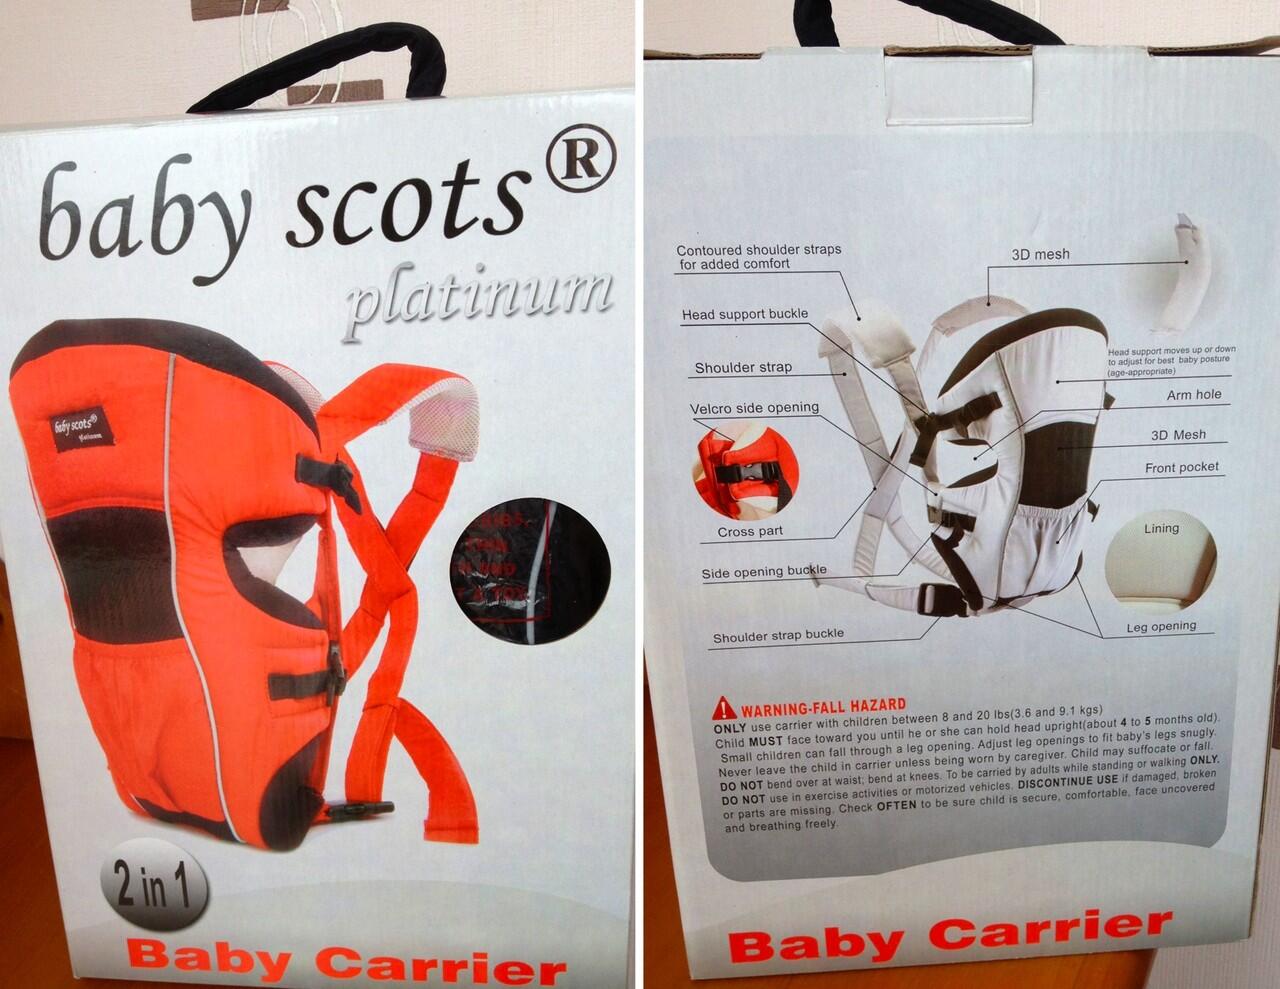 baby scots®
platinum
baby scots®
platinum
2 in 1
Baby Carrier
Contoured shoulder straps
for added comfort
3D mesh
Head support buckle
Head support moves up or down
to adjust for best baby posture
(age-appropriate)
Shoulder strap
Arm hole
Velcro side opening
3D Mesh
Front pocket
Cross part
Lining
Side opening buckle
Leg opening
Shoulder strap buckle
WARNING-FALL HAZARD
ONLY use carrier with children between 8 and 20 lbs(3.6 and 9.1 kgs)
Child MUST face toward you until he or she can hold head upright(about 4 to 5 months old).
Small children can fall through a leg opening. Adjust leg openings to fit baby's legs snugly.
Never leave the child in carrier unless being worn by caregiver. Child may suffocate or fall.
DO NOT bend over at waist; bend at knees. To be carried by adults while standing or walking ONLY.
DO NOT use in exercise activities or motorized vehicles. DISCONTINUE USE if damaged, broken
or parts are missing. Check OFTEN to be sure child is secure, comfortable, face uncovered
and breathing freely.
Baby Carrier